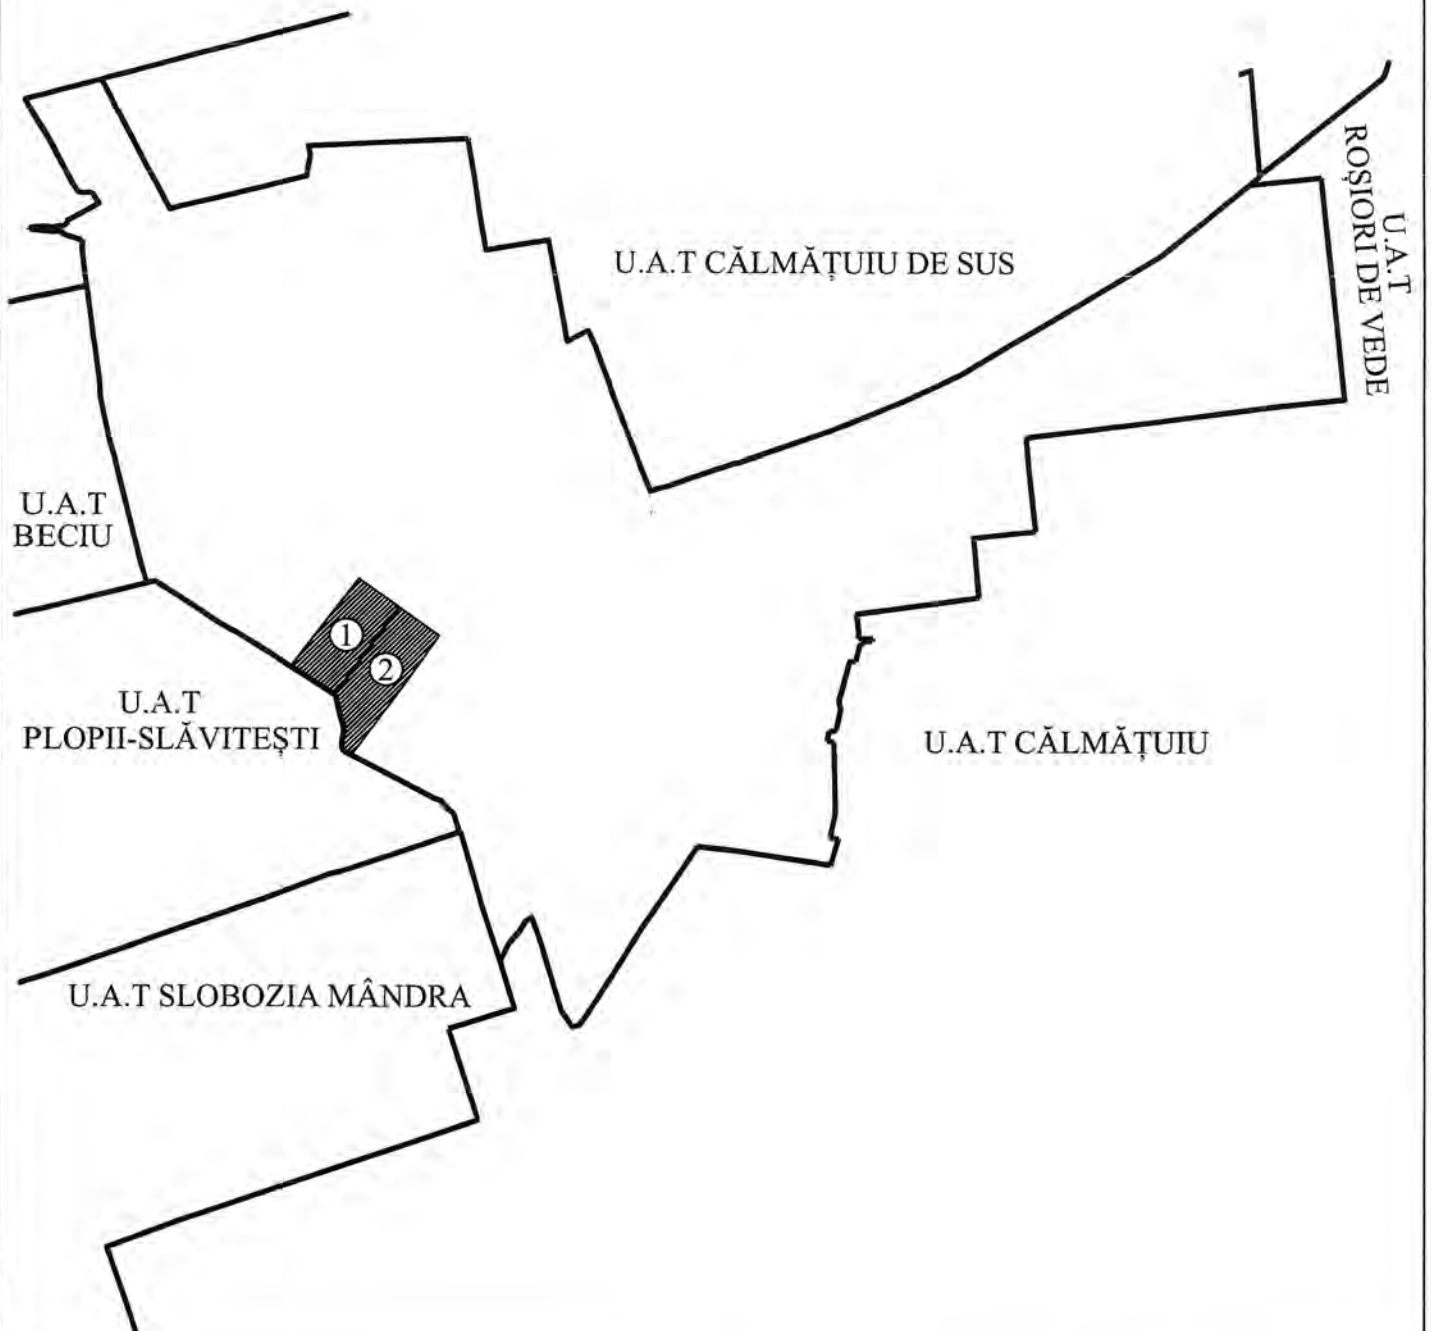 U.A.T CĂLMĂȚUIU DE SUS
U.A.T
ROȘIORI DE VEDE
U.A.T
BECIU
1
2
U.A.T
PLOPII-SLĂVITEȘTI
U.A.T CĂLMĂȚUIU
U.A.T SLOBOZIA MÂNDRA